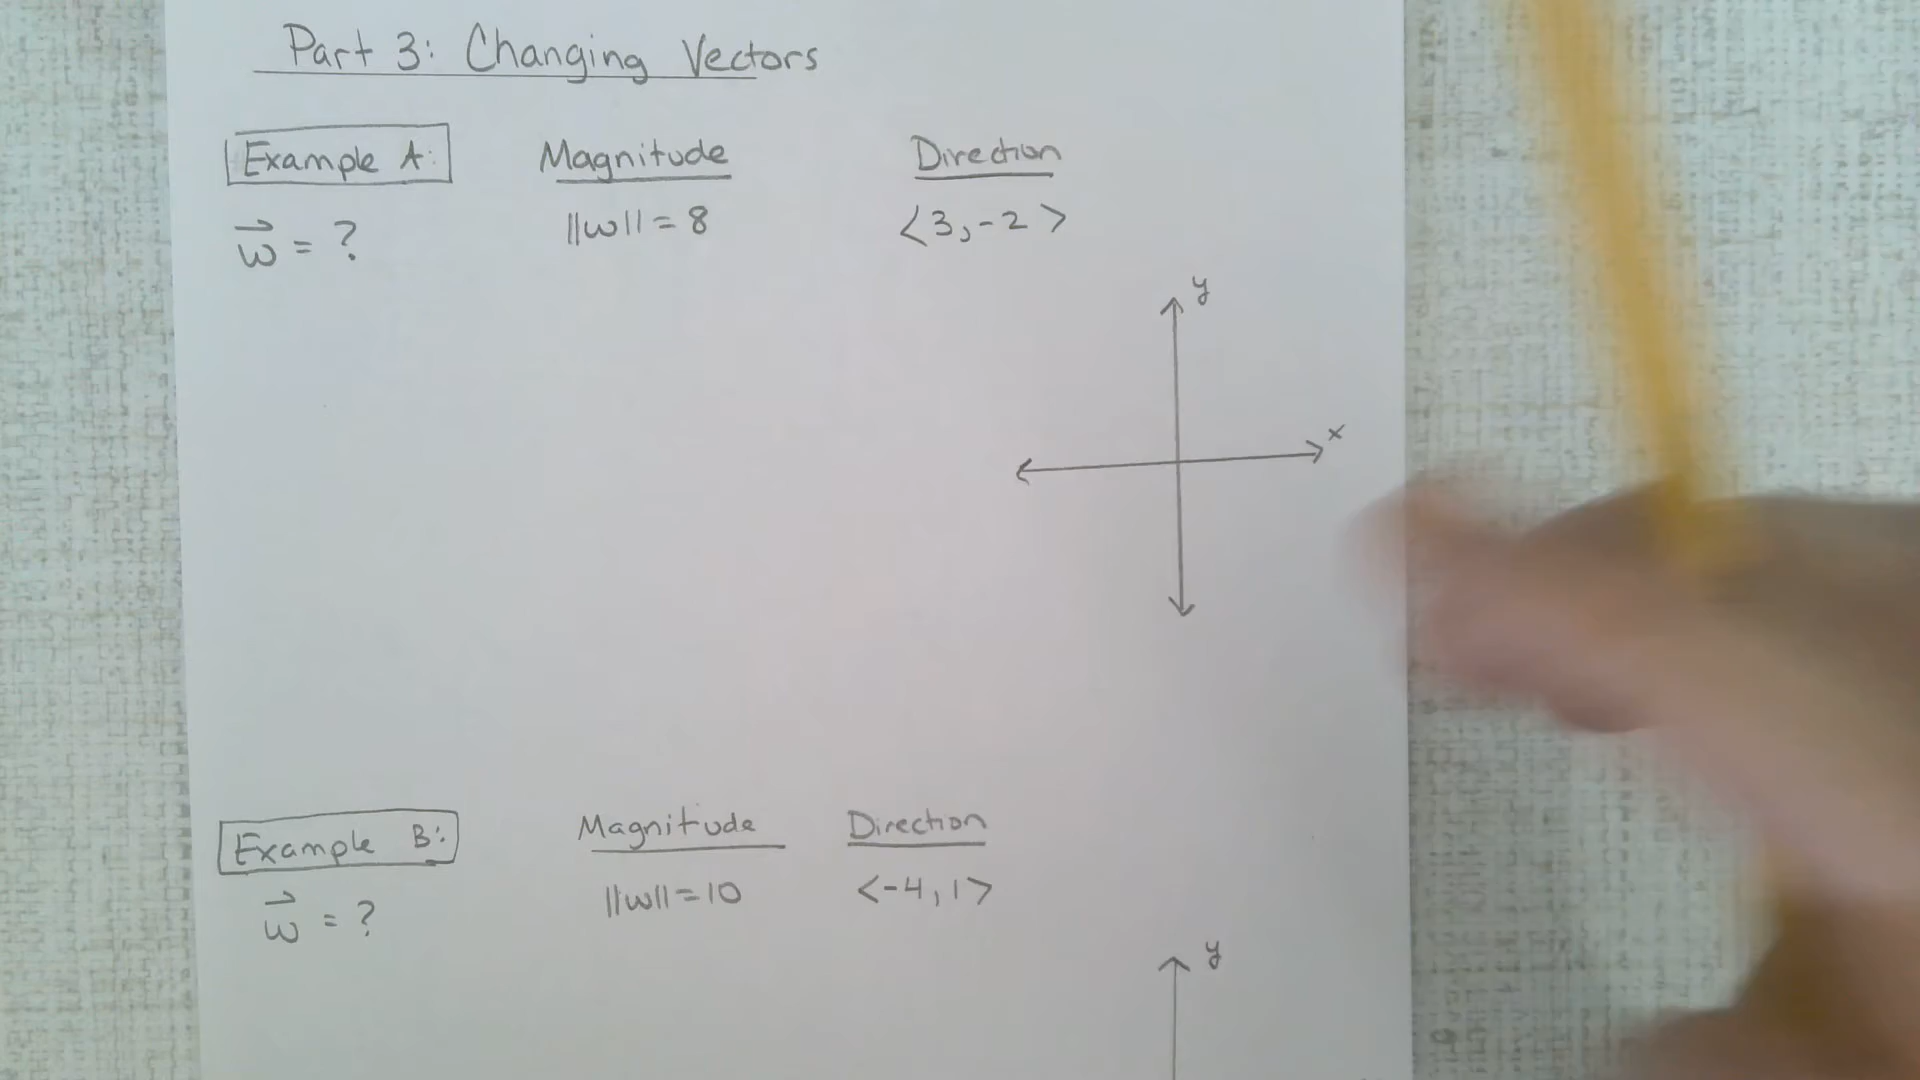 Part 3: Changing Vectors
Example A: Magnitude Direction
w⃗ = ? ||w|| = 8 <3, -2>
y
x
Example B: Magnitude Direction
w⃗ = ? ||w|| = 10 <-4, 1>
y